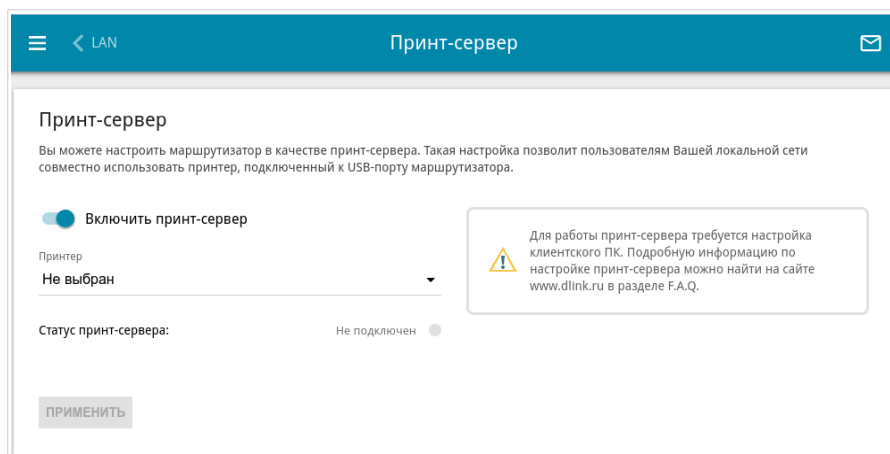 LAN
Принт-сервер
Принт-сервер
Вы можете настроить маршрутизатор в качестве принт-сервера. Такая настройка позволит пользователям Вашей локальной сети
совместно использовать принтер, подключенный к USB-порту маршрутизатора.
Включить принт-сервер
Принтер
Не выбран
Статус принт-сервера:
Не подключен
Для работы принт-сервера требуется настройка
клиентского ПК. Подробную информацию по
настройке принт-сервера можно найти на сайте
www.dlink.ru в разделе F.A.Q.
ПРИМЕНИТЬ